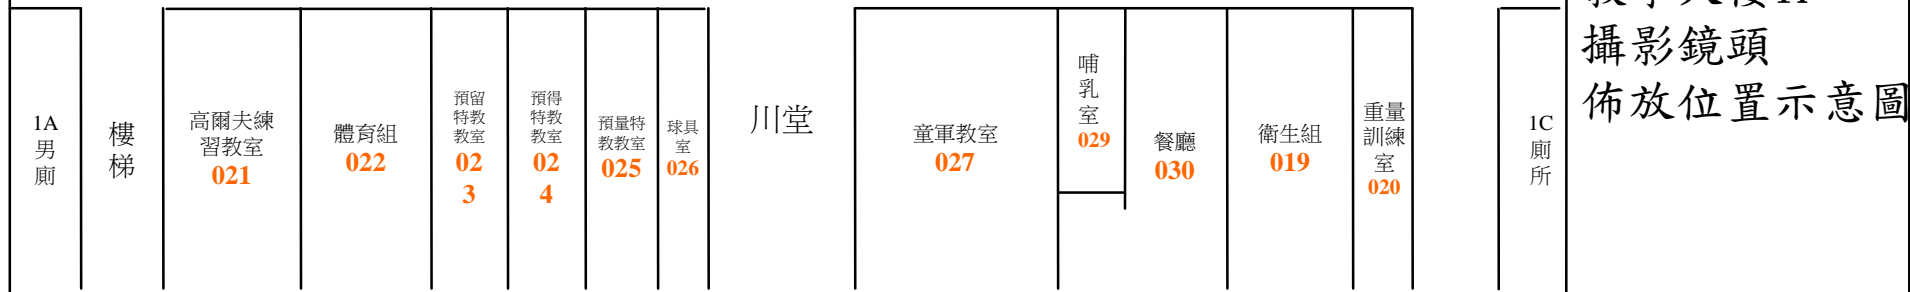 1A
男
廁
樓
梯
高爾夫練
習教室
021
體育組
022
預留
特教
教室
02
3
預得
特教
教室
02
4
預量特
教教室
025
球具
室
026
川堂
童軍教室
027
哺
乳
室
029
餐廳
030
衛生組
019
重量
訓練
室
020
1C
廁
所
攝影鏡頭
佈放位置示意圖